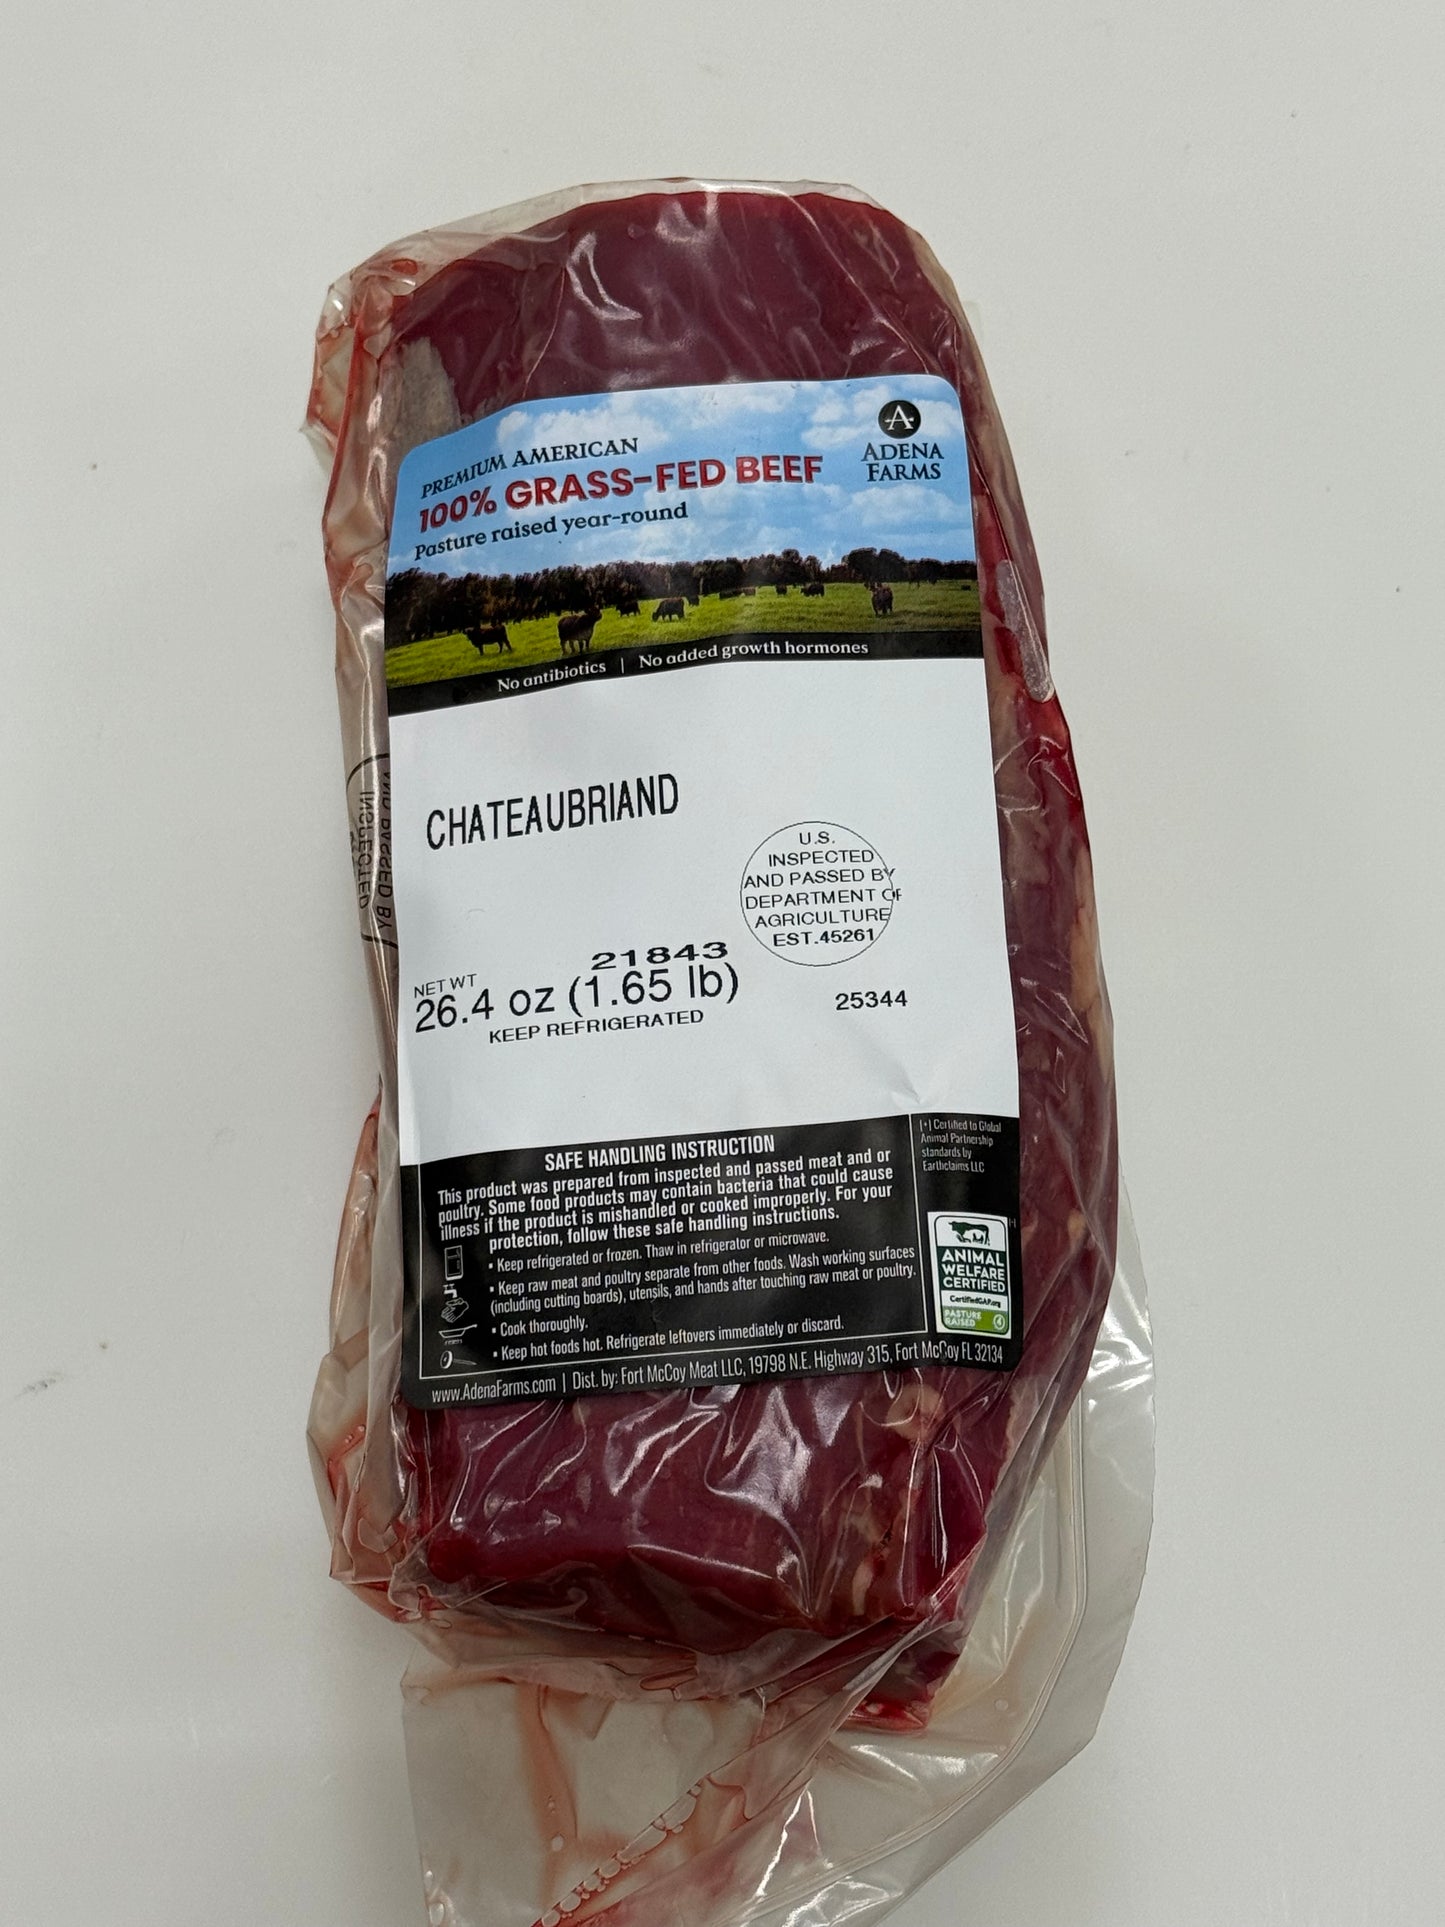 A
ADENA
FARMS
PREMIUM AMERICAN
100% GRASS-FED BEEF
Pasture raised year-round
No antibiotics | No added growth hormones
CHATEAUBRIAND
U.S.
INSPECTED
AND PASSED BY
DEPARTMENT OF
AGRICULTURE
EST.45261
AND PASSED BY
INSPECTED
21843
NET WT
26.4 oz (1.65 lb)
KEEP REFRIGERATED
25344
SAFE HANDLING INSTRUCTION
This product was prepared from inspected and passed meat and or
poultry. Some food products may contain bacteria that could cause
illness if the product is mishandled or cooked improperly. For your
protection, follow these safe handling instructions.
• Keep refrigerated or frozen. Thaw in refrigerator or microwave.
• Keep raw meat and poultry separate from other foods. Wash working surfaces
(including cutting boards), utensils, and hands after touching raw meat or poultry.
• Cook thoroughly.
• Keep hot foods hot. Refrigerate leftovers immediately or discard.
[+] Certified to Global
Animal Partnership
standards by
Earthclaims LLC
ANIMAL
WELFARE
CERTIFIED
CertifiedGAP.org
PASTURE
RAISED 4
www.AdenaFarms.com | Dist. by: Fort McCoy Meat LLC, 19798 N.E. Highway 315, Fort McCoy FL 32134